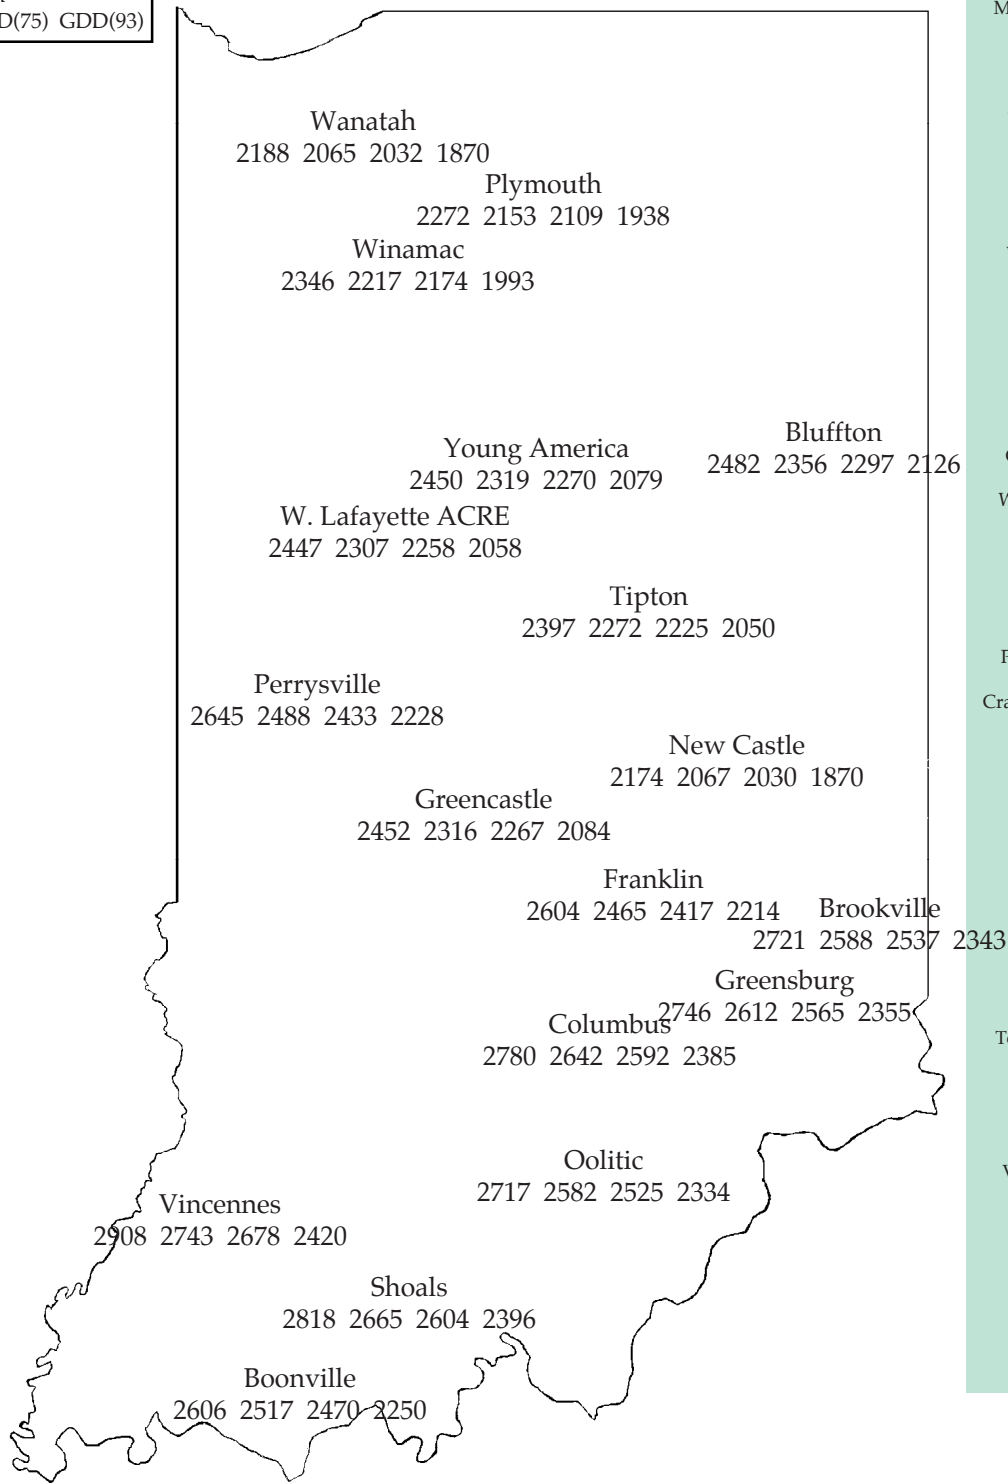 GDD(93)
Wanatah
2188 2065 2032 1870
Plymouth
2272 2153 2109 1938
Winamac
2346 2217 2174 1993
Bluffton
2482 2356 2297 2126
Young America
2450 2319 2270 2079
W. Lafayette ACRE
2447 2307 2258 2058
Tipton
2397 2272 2225 2050
Perrysville
2645 2488 2433 2228
New Castle
2174 2067 2030 1870
Greencastle
2452 2316 2267 2084
Franklin
2604 2465 2417 2214
Brookville
2721 2588 2537 2343
Greensburg
2746 2612 2565 2355
Columbus
2780 2642 2592 2385
Oolitic
2717 2582 2525 2334
Vincennes
2908 2743 2678 2420
Shoals
2818 2665 2604 2396
Boonville
2606 2517 2470 2250